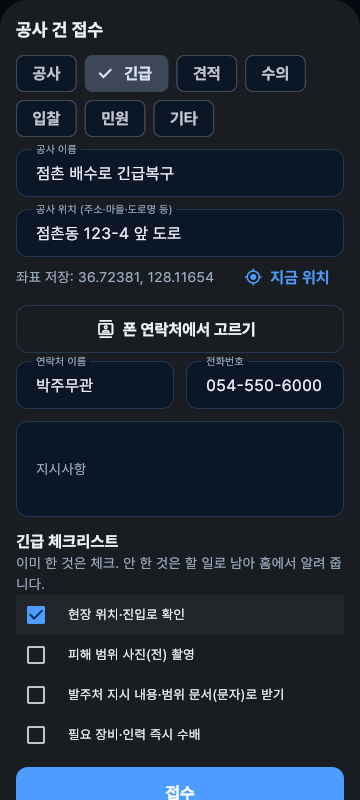 공사 건 접수
공사
긴급
견적
수의
입찰
민원
기타
공사 이름
점촌 배수로 긴급복구
공사 위치 (주소·마을·도로명 등)
점촌동 123-4 앞 도로
좌표 저장: 36.72381, 128.11654
지금 위치
폰 연락처에서 고르기
연락처 이름
박주무관
전화번호
054-550-6000
지시사항
긴급 체크리스트
이미 한 것은 체크. 안 한 것은 할 일로 남아 홈에서 알려 줍
니다.
현장 위치·진입로 확인
피해 범위 사진(전) 촬영
발주처 지시 내용·범위 문서(문자)로 받기
필요 장비·인력 즉시 수배
접수